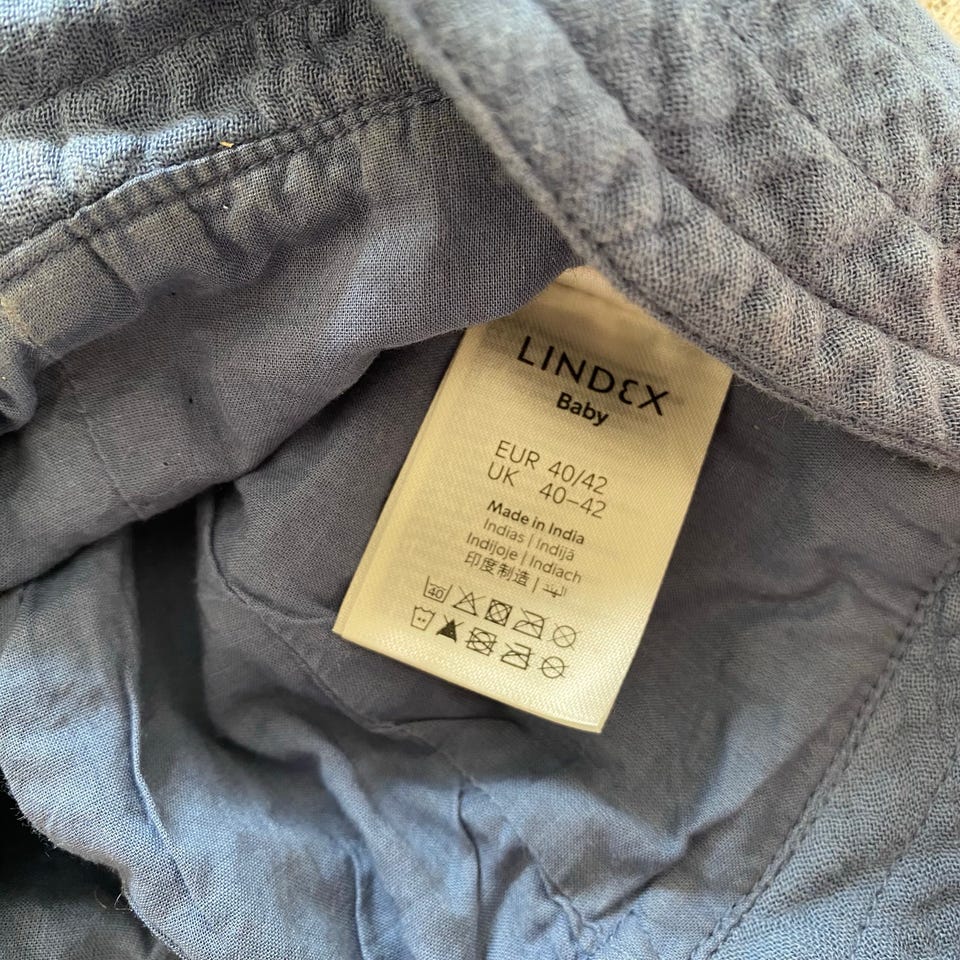 LINDEX
Baby
EUR 40/42
UK 40–42
Made in India
Indias | Indijā
Indijoje | Indiach
印度制造 |
40